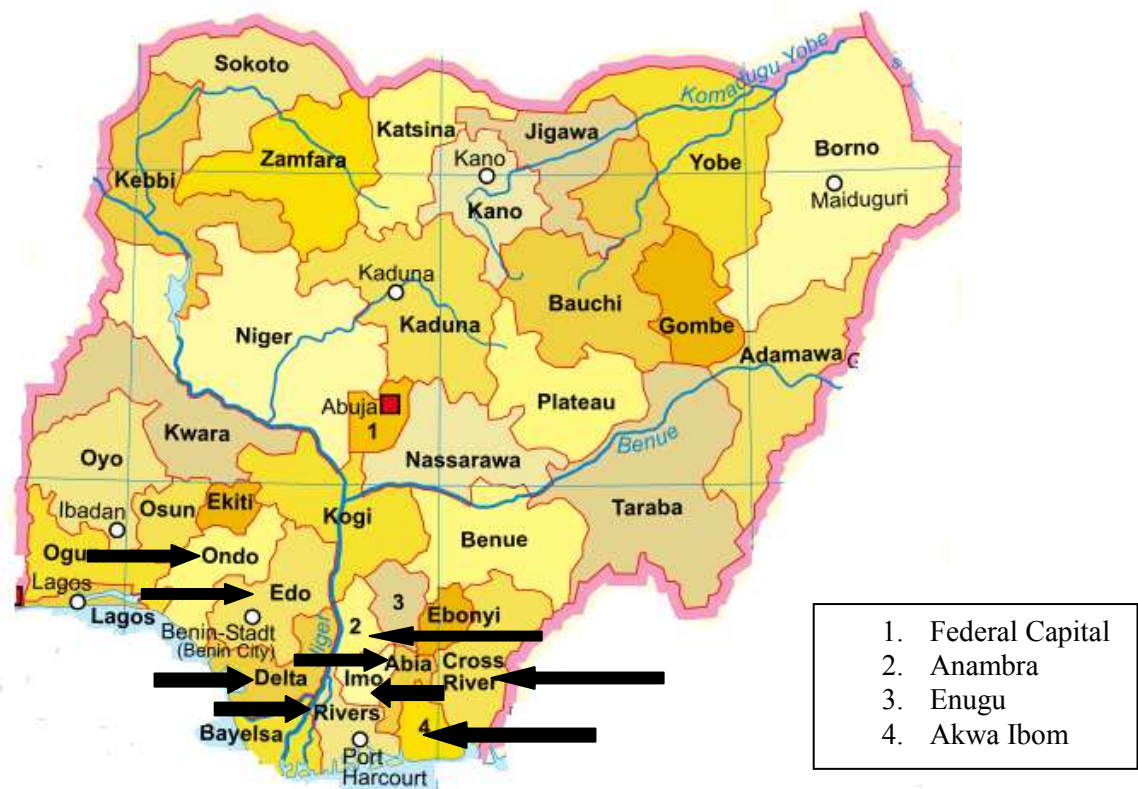 Sokoto
Komadugu Yobe
Katsina
Jigawa
Zamfara
Kano
Yobe
Borno
Kebbi
Maiduguri
Kano
Kaduna
Bauchi
Niger
Kaduna
Gombe
Adamawa
Abuja
Plateau
1
Kwara
Benue
Oyo
Nassarawa
Ibadan
Osun
Ekiti
Kogi
Taraba
Benue
Ondo
Lagos
Edo
3
Ebonyi
Lagos
Benin-Stadt
(Benin City)
2
Abia
Cross
River
Delta
Imo
Rivers
Bayelsa
4
Port
Harcourt
1. Federal Capital
2. Anambra
3. Enugu
4. Akwa Ibom